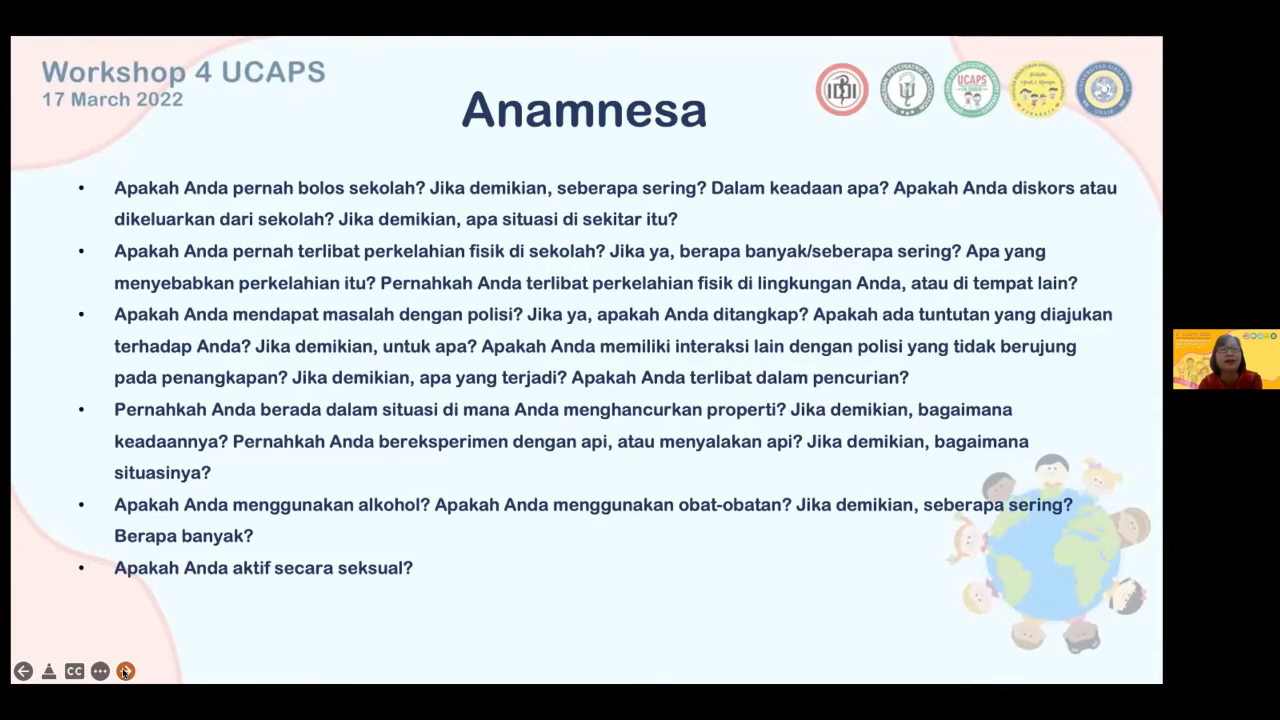 Workshop 4 UCAPS
17 March 2022
Anamnesa
IDI
UCAPS
• Apakah Anda pernah bolos sekolah? Jika demikian, seberapa sering? Dalam keadaan apa? Apakah Anda diskors atau
dikeluarkan dari sekolah? Jika demikian, apa situasi di sekitar itu?
• Apakah Anda pernah terlibat perkelahian fisik di sekolah? Jika ya, berapa banyak/seberapa sering? Apa yang
menyebabkan perkelahian itu? Pernahkah Anda terlibat perkelahian fisik di lingkungan Anda, atau di tempat lain?
• Apakah Anda mendapat masalah dengan polisi? Jika ya, apakah Anda ditangkap? Apakah ada tuntutan yang diajukan
terhadap Anda? Jika demikian, untuk apa? Apakah Anda memiliki interaksi lain dengan polisi yang tidak berujung
pada penangkapan? Jika demikian, apa yang terjadi? Apakah Anda terlibat dalam pencurian?
• Pernahkah Anda berada dalam situasi di mana Anda menghancurkan properti? Jika demikian, bagaimana
keadaannya? Pernahkah Anda bereksperimen dengan api, atau menyalakan api? Jika demikian, bagaimana
situasinya?
• Apakah Anda menggunakan alkohol? Apakah Anda menggunakan obat-obatan? Jika demikian, seberapa sering?
Berapa banyak?
• Apakah Anda aktif secara seksual?
CC